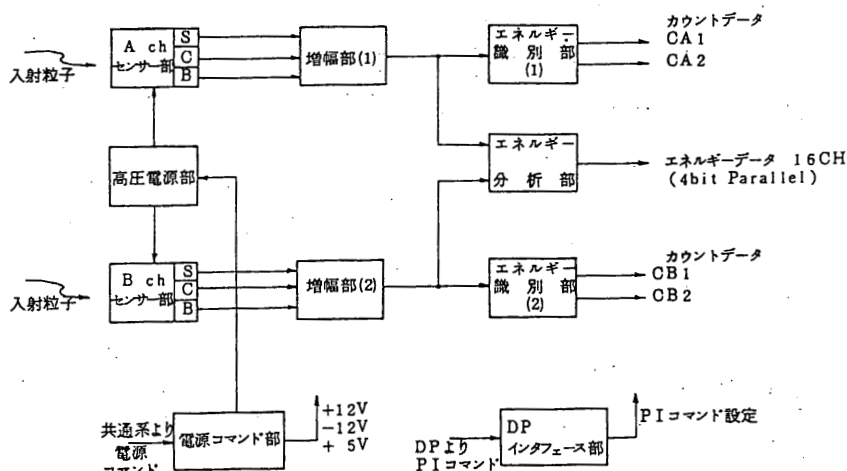 入射粒子
A ch
センサー部
S
C
B
増幅部(1)
エネルギー
識別部
(1)
カウントデータ
CA1
CA2
高圧電源部
エネルギー
分析部
エネルギーデータ 16CH
(4bit Parallel)
入射粒子
B ch
センサー部
S
C
B
増幅部(2)
エネルギー
識別部
(2)
カウントデータ
CB1
CB2
共通系より
電源
コマンド
電源コマンド部
+12V
-12V
+ 5V
DPより
PIコマンド
DP
インタフェース部
PIコマンド設定